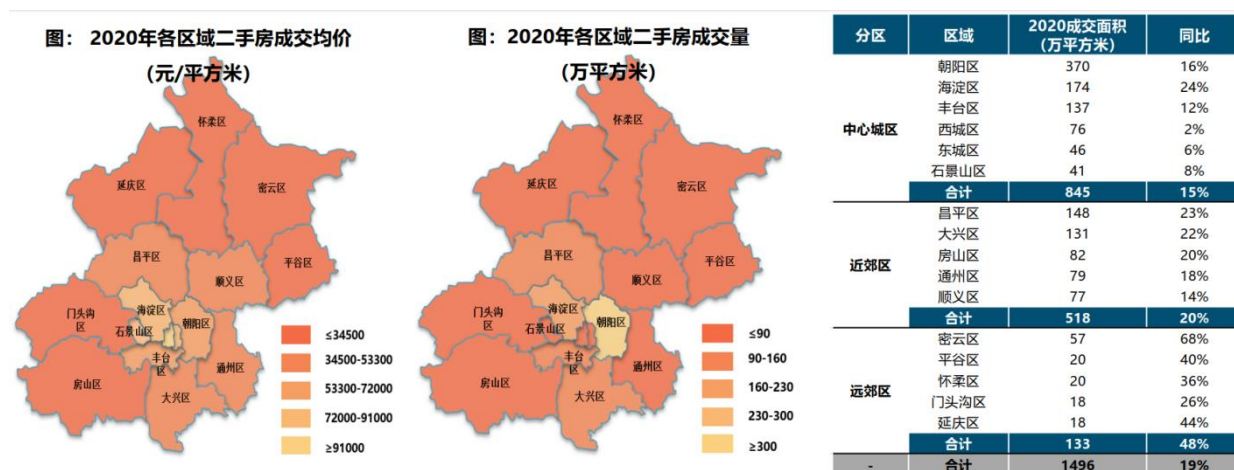 图： 2020年各区域二手房成交均价
（元/平方米）
怀柔区
延庆区
密云区
昌平区
顺义区
平谷区
海淀区
门头沟
区
朝阳区
石景山区
丰台
区
通州区
房山区
大兴区
≤34500
34500-53300
53300-72000
72000-91000
≥91000
图：2020年各区域二手房成交量
（万平方米）
怀柔区
延庆区
密云区
昌平区
顺义区
平谷区
海淀区
门头沟
区
朝阳区
石景山区
丰台
区
通州区
房山区
大兴区
≤90
90-160
160-230
230-300
≥300
分区 区域 2020成交面积 同比
（万平方米）
朝阳区 370 16%
海淀区 174 24%
丰台区 137 12%
中心城区 西城区 76 2%
东城区 46 6%
石景山区 41 8%
合计 845 15%
昌平区 148 23%
大兴区 131 22%
近郊区 房山区 82 20%
通州区 79 18%
顺义区 77 14%
合计 518 20%
密云区 57 68%
平谷区 20 40%
远郊区 怀柔区 20 36%
门头沟区 18 26%
延庆区 18 44%
合计 133 48%
- 合计 1496 19%